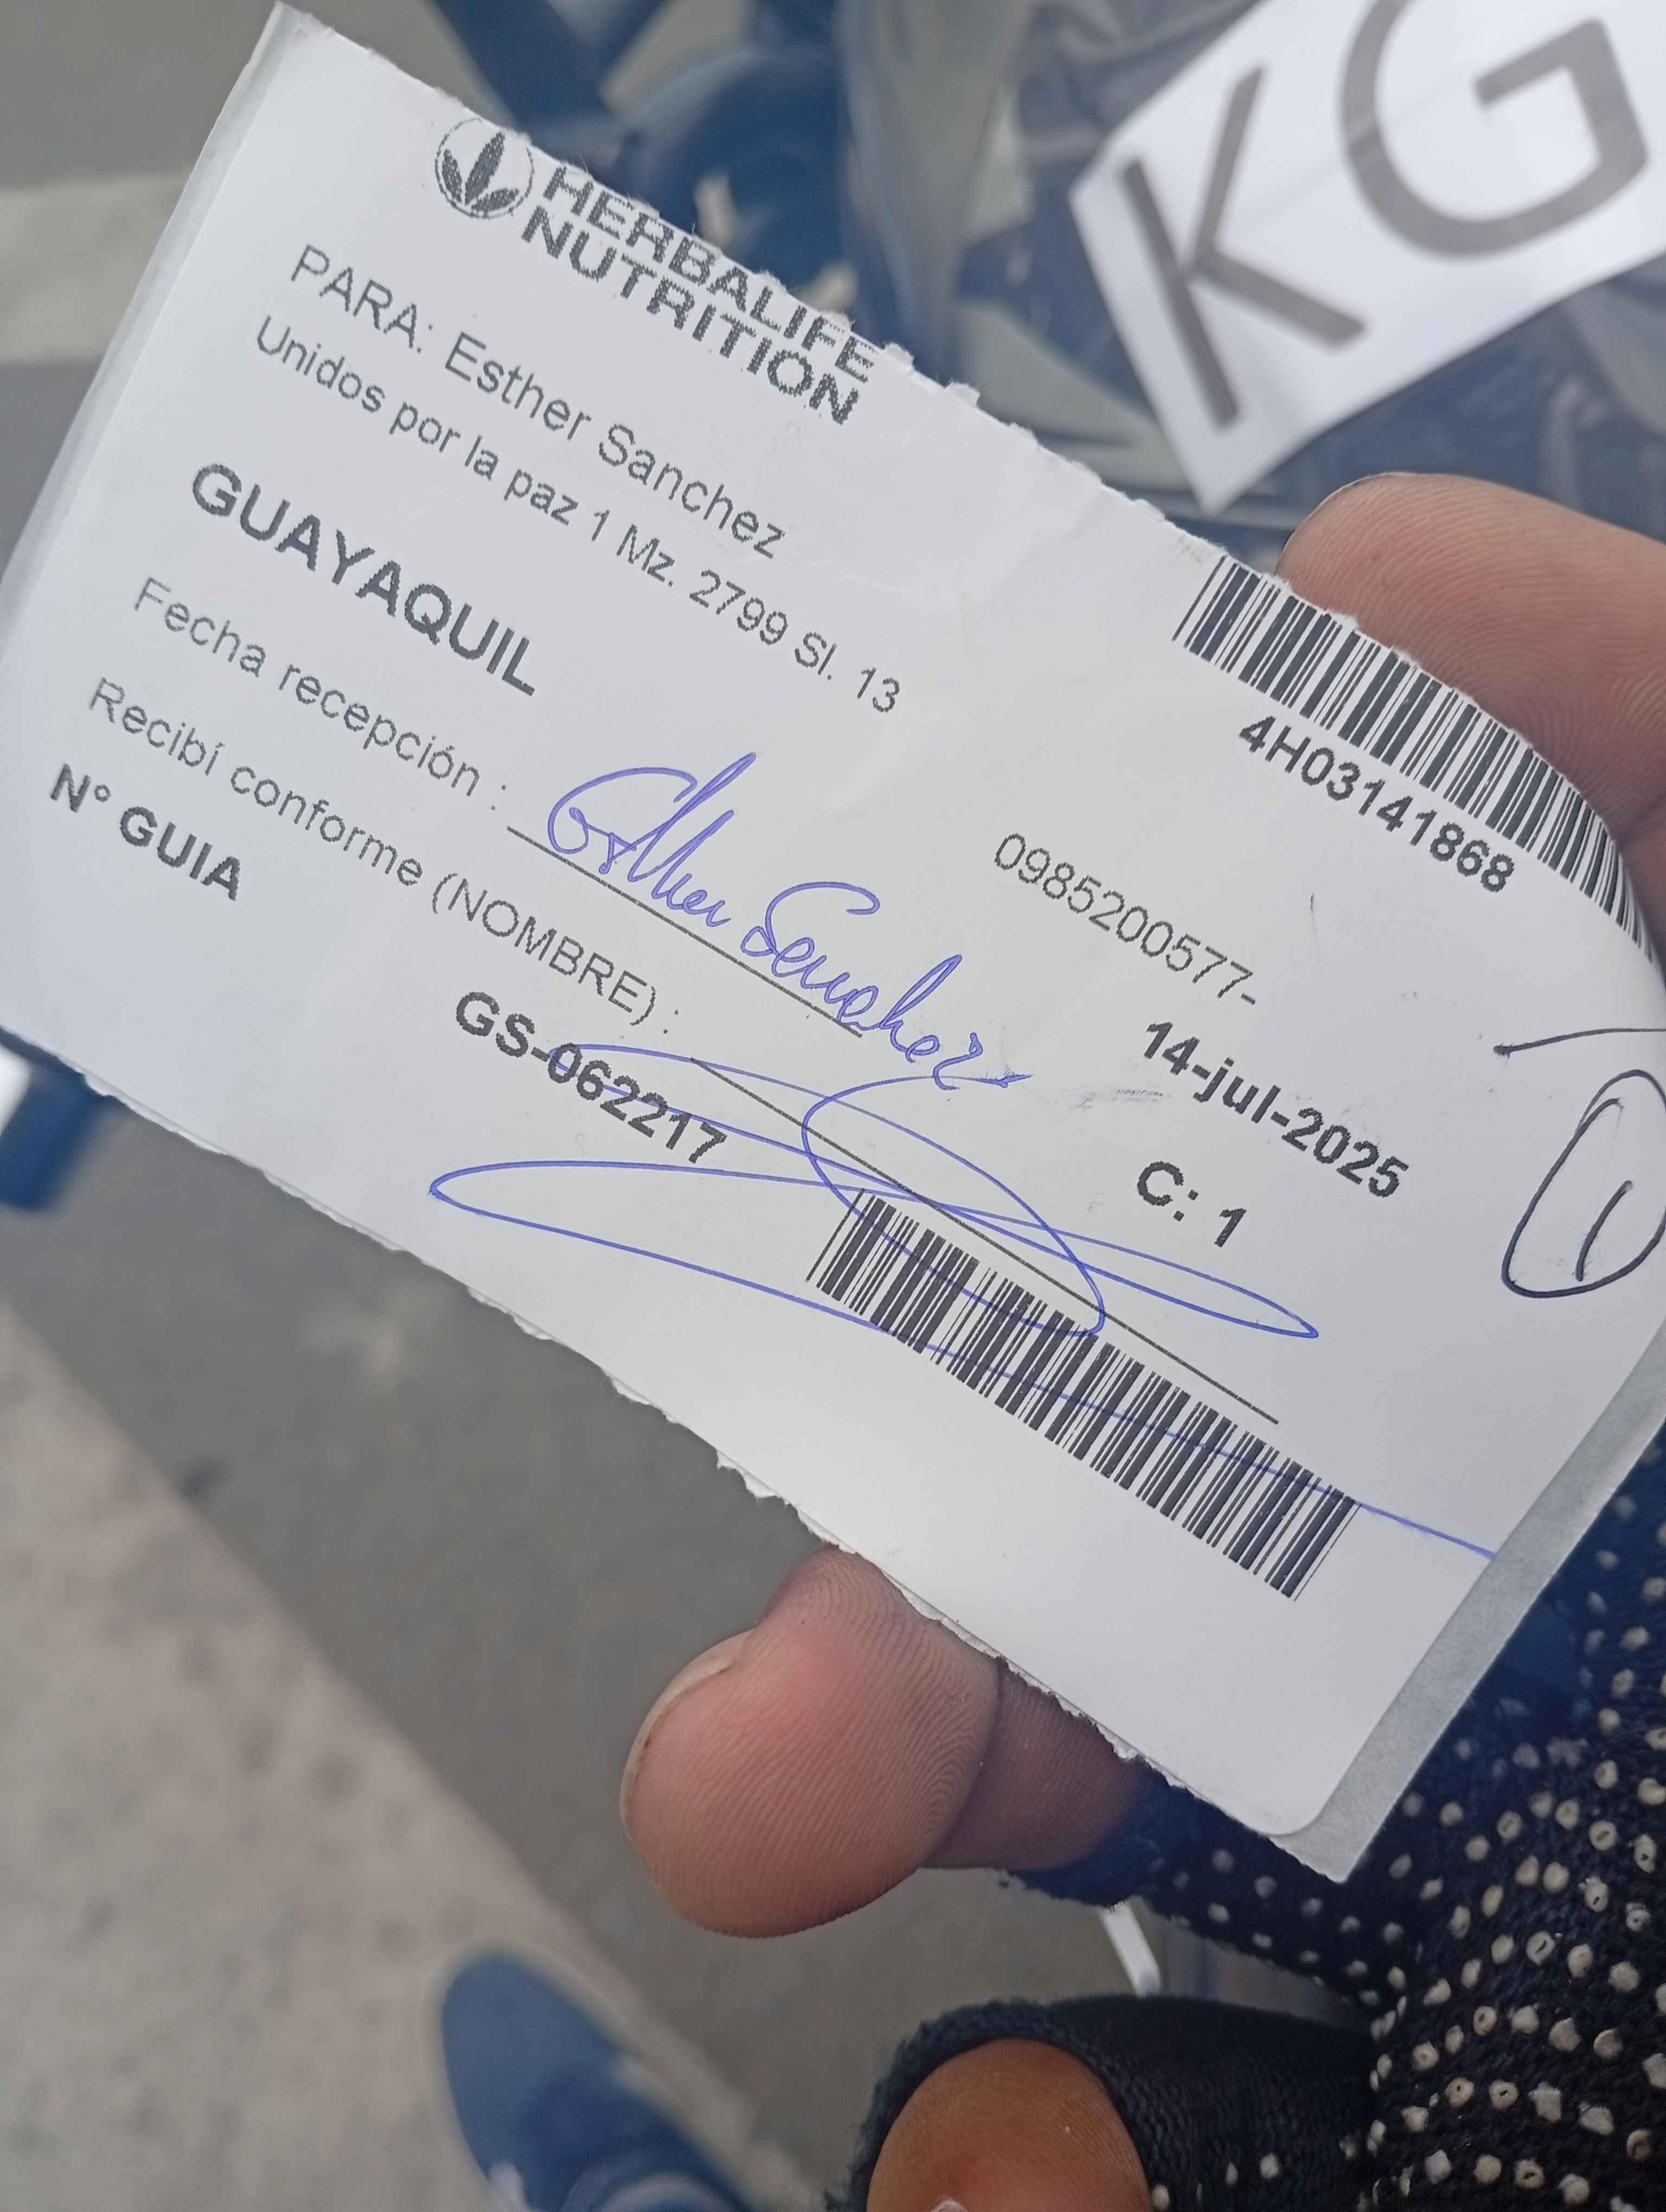 KG
HERBALIFE
NUTRITION
PARA: Esther Sanchez
Unidos por la paz 1 Mz. 2799 Sl. 13
GUAYAQUIL
4H03141868
0985200577-
Fecha recepción : Esther Sanchez
14-jul-2025
Recibí conforme (NOMBRE) :
C: 1
1
N° GUIA
GS-062217